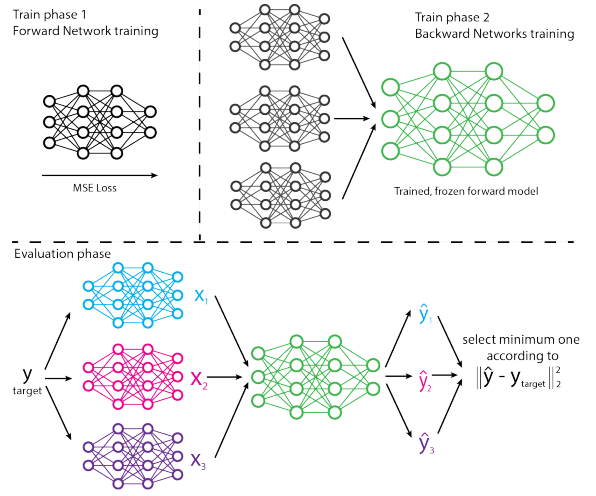 Train phase 1
Forward Network training
Train phase 2
Backward Networks training
MSE Loss
Trained, frozen forward model
Evaluation phase
y
target
x₁
x₂
x₃
ŷ₁
ŷ₂
ŷ₃
select minimum one
according to
‖ŷ - y target‖²₂